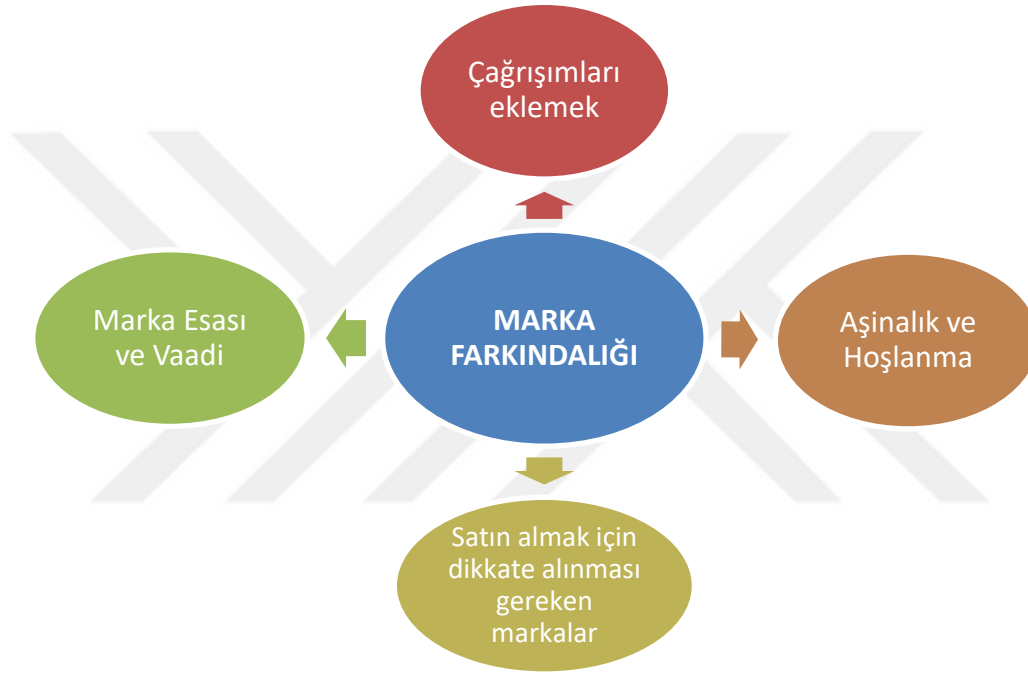 Çağrışımları
eklemek
Marka Esası
ve Vaadi
MARKA
FARKINDALIĞI
Aşinalık ve
Hoşlanma
Satın almak için
dikkate alınması
gereken
markalar